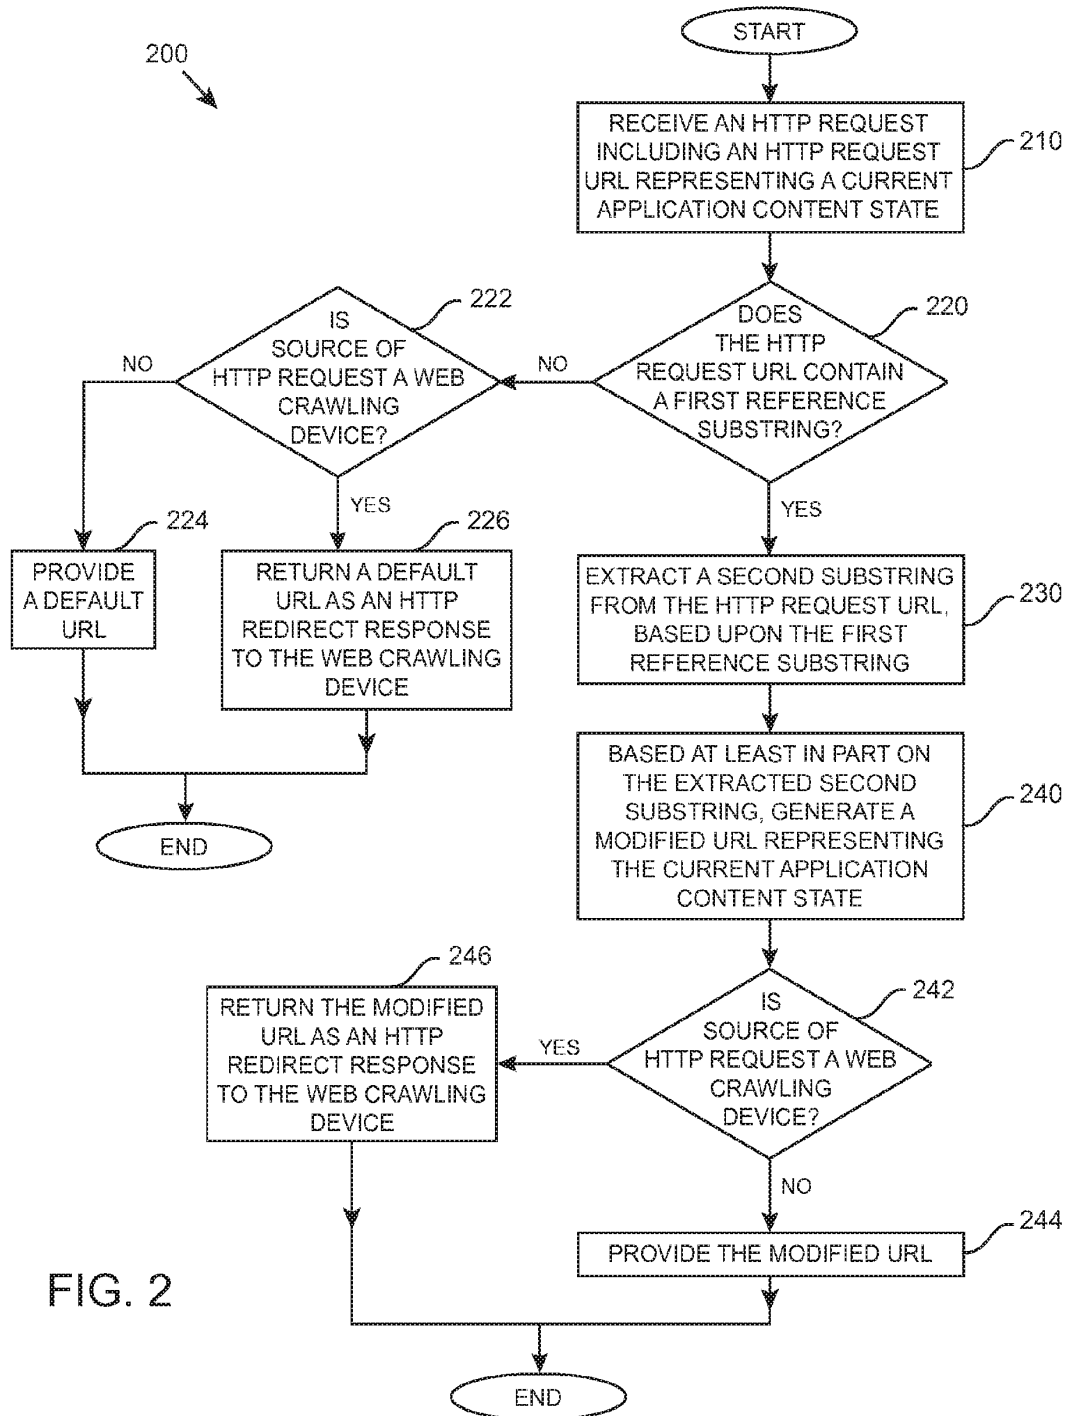 START
200
RECEIVE AN HTTP REQUEST
INCLUDING AN HTTP REQUEST
URL REPRESENTING A CURRENT
APPLICATION CONTENT STATE
210
DOES
THE HTTP
REQUEST URL CONTAIN
A FIRST REFERENCE
SUBSTRING?
220
NO
YES
IS
SOURCE OF
HTTP REQUEST A WEB
CRAWLING
DEVICE?
222
NO
YES
PROVIDE
A DEFAULT
URL
224
RETURN A DEFAULT
URL AS AN HTTP
REDIRECT RESPONSE
TO THE WEB CRAWLING
DEVICE
226
END
EXTRACT A SECOND SUBSTRING
FROM THE HTTP REQUEST URL,
BASED UPON THE FIRST
REFERENCE SUBSTRING
230
BASED AT LEAST IN PART ON
THE EXTRACTED SECOND
SUBSTRING, GENERATE A
MODIFIED URL REPRESENTING
THE CURRENT APPLICATION
CONTENT STATE
240
IS
SOURCE OF
HTTP REQUEST A WEB
CRAWLING
DEVICE?
242
YES
NO
RETURN THE MODIFIED
URL AS AN HTTP
REDIRECT RESPONSE
TO THE WEB CRAWLING
DEVICE
246
PROVIDE THE MODIFIED URL
244
END
FIG. 2